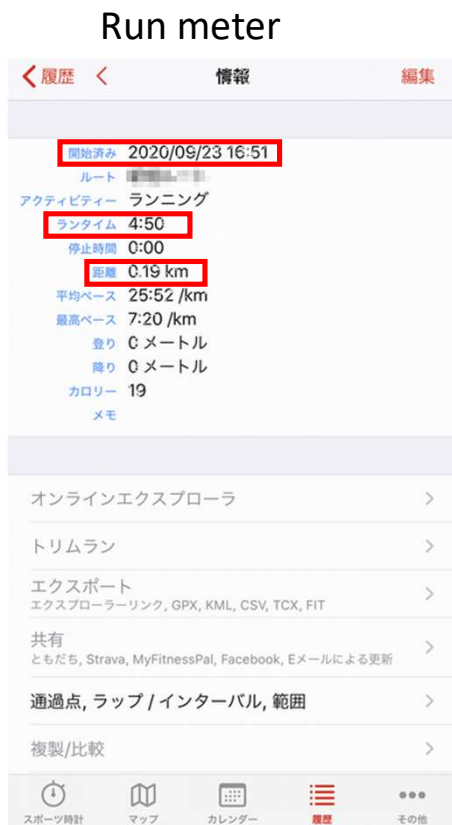 Run meter
履歴
情報
編集
開始済み 2020/09/23 16:51
ルート
アクティビティー ランニング
ランタイム 4:50
停止時間 0:00
距離 0.19 km
平均ペース 25:52 /km
最高ペース 7:20 /km
登り 0 メートル
降り 0 メートル
カロリー 19
メモ
オンラインエクスプローラ
トリムラン
エクスポート
エクスプローラーリンク, GPX, KML, CSV, TCX, FIT
共有
ともだち, Strava, MyFitnessPal, Facebook, Eメールによる更新
通過点, ラップ / インターバル, 範囲
複製/比較
スポーツ時計
マップ
カレンダー
履歴
その他